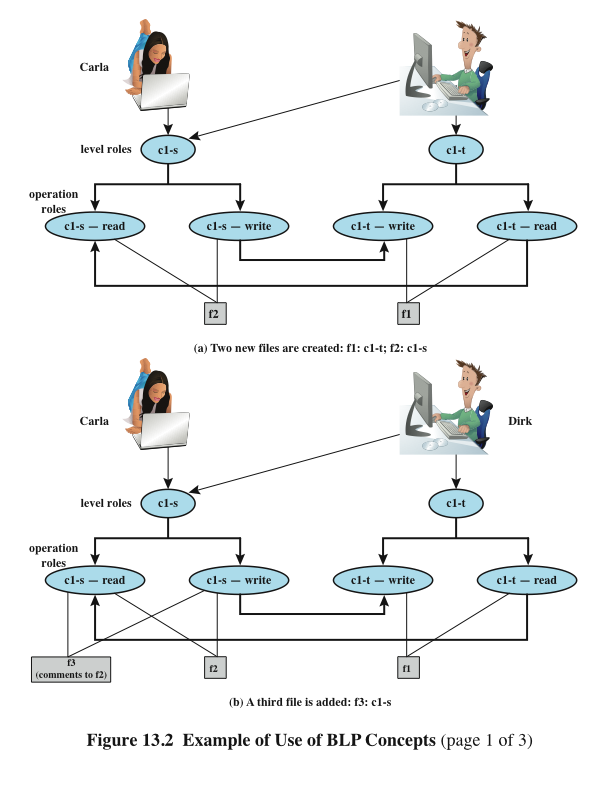 Carla
level roles
c1-s
c1-t
operation
roles
c1-s — read
c1-s — write
c1-t — write
c1-t — read
f2
f1
(a) Two new files are created: f1: c1-t; f2: c1-s
Carla
Dirk
level roles
c1-s
c1-t
operation
roles
c1-s — read
c1-s — write
c1-t — write
c1-t — read
f3
(comments to f2)
f2
f1
(b) A third file is added: f3: c1-s
Figure 13.2 Example of Use of BLP Concepts (page 1 of 3)